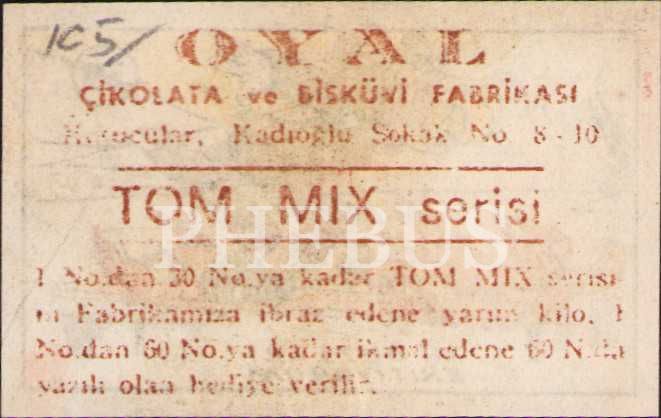 105/
OYAL
ÇİKOLATA ve BİSKÜVİ FABRİKASI
Kutucular, Kadıoğlu Sokak No 8-10
TOM MIX serisi
PHEBUS
1 No.dan 30 No.ya kadar TOM MIX serisi-
ni Fabrikamıza ibraz edene yarım kilo, 1
No.dan 60 No.ya kadar ikmal edene 60 N.da
yazılı olan hediye verilir.